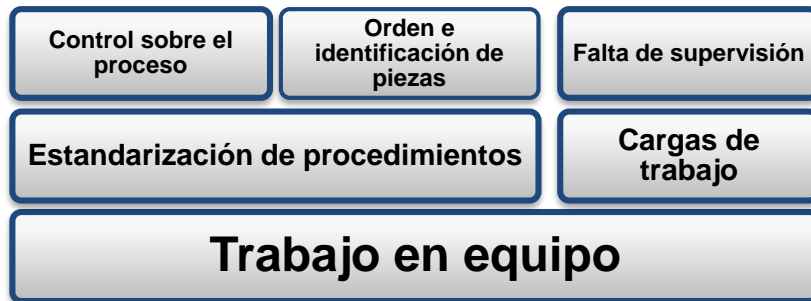 Control sobre el
proceso
Orden e
identificación de
piezas
Falta de supervisión
Estandarización de procedimientos
Cargas de
trabajo
Trabajo en equipo